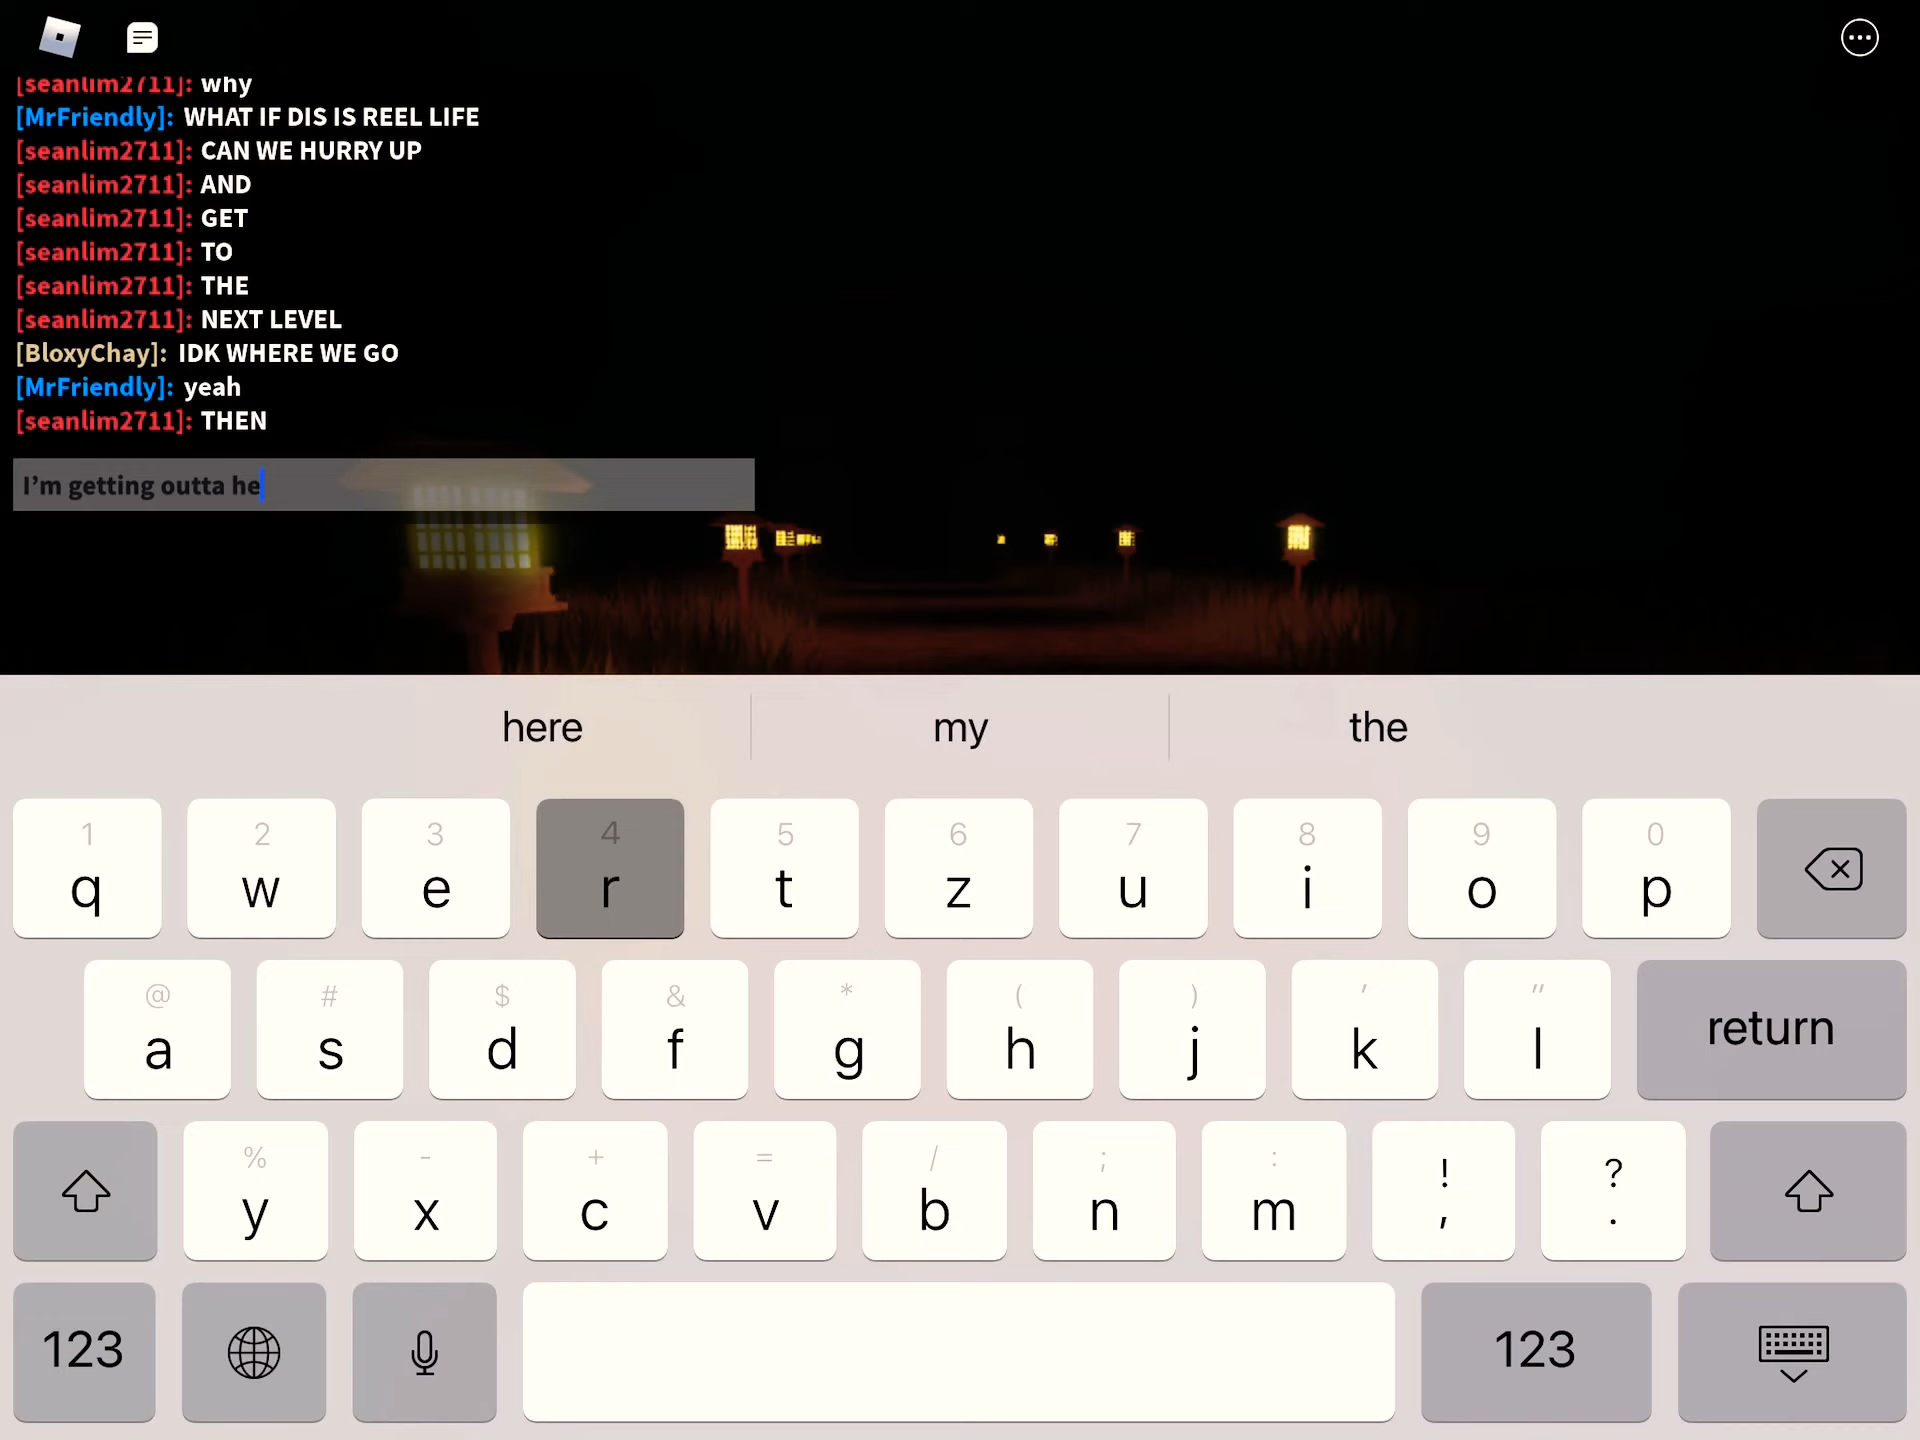 [seanlim2711]: why
[MrFriendly]: WHAT IF DIS IS REEL LIFE
[seanlim2711]: CAN WE HURRY UP
[seanlim2711]: AND
[seanlim2711]: GET
[seanlim2711]: TO
[seanlim2711]: THE
[seanlim2711]: NEXT LEVEL
[BloxyChay]: IDK WHERE WE GO
[MrFriendly]: yeah
[seanlim2711]: THEN
I’m getting outta he
here my the
1 2 3 4 5 6 7 8 9 0
q w e r t z u i o p
@ # $ & * ( ) ' "
a s d f g h j k l return
% - + = / ; : ! ?
y x c v b n m , .
123 123